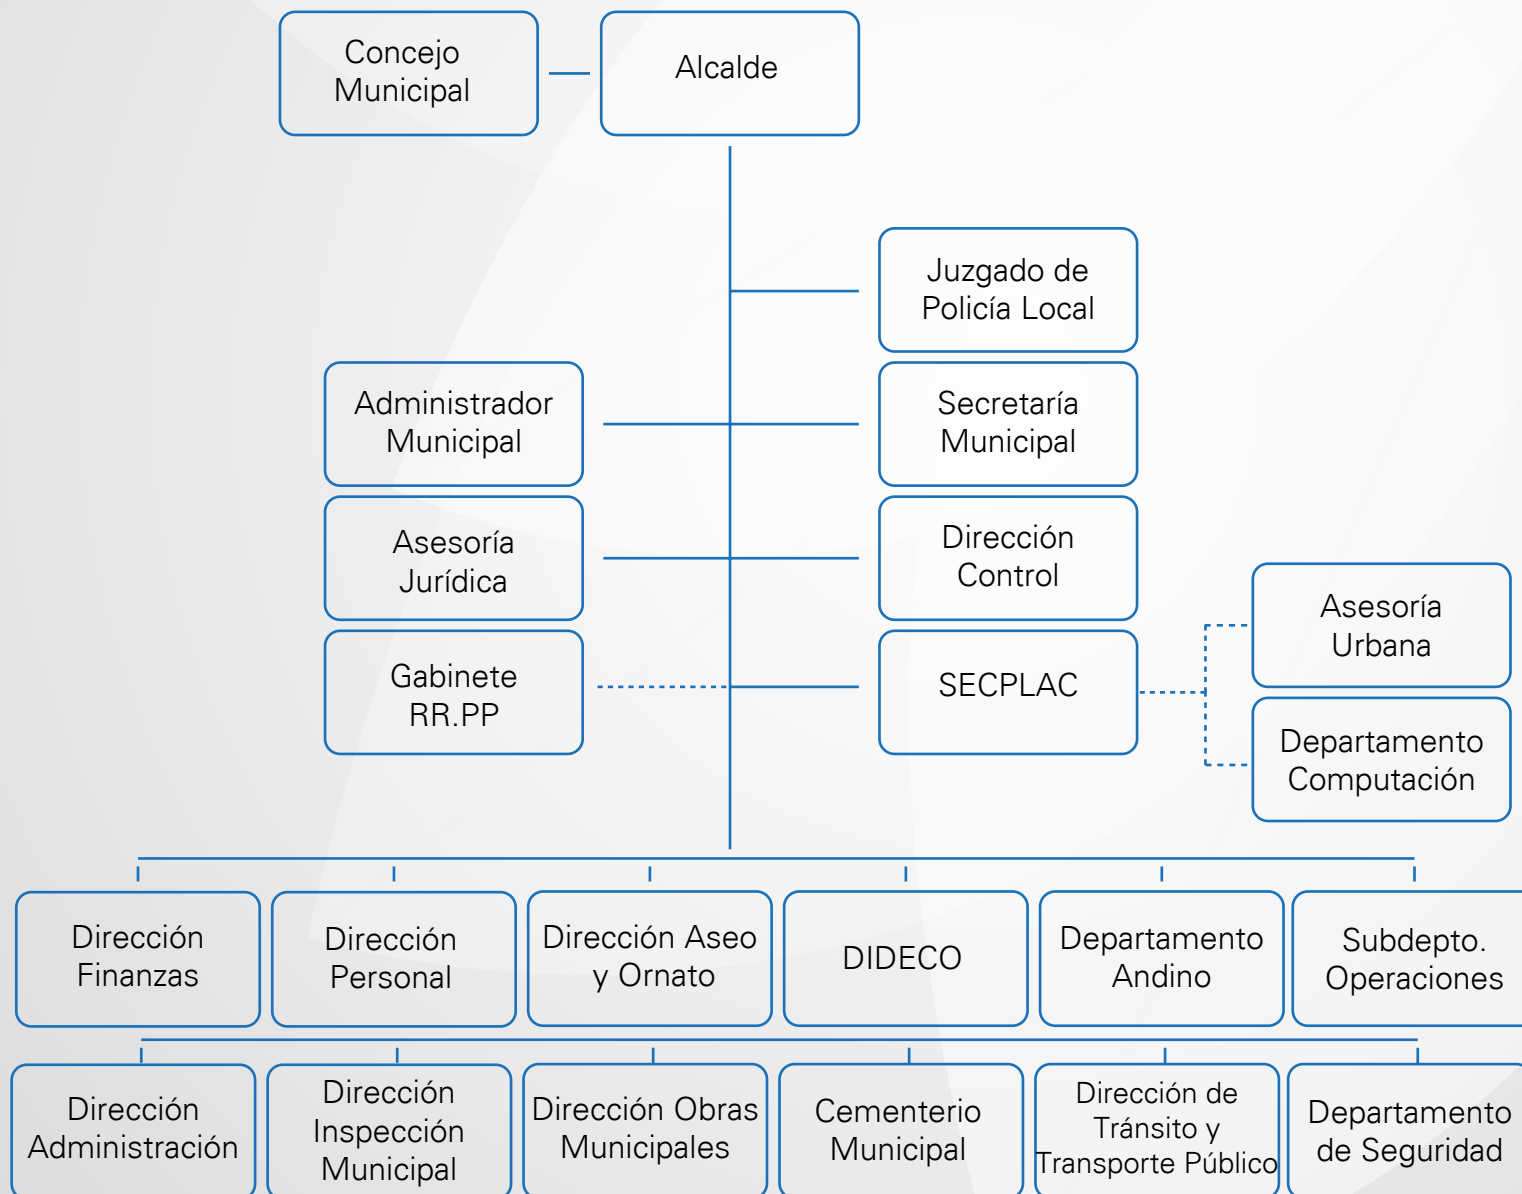 Concejo
Municipal
Alcalde
Juzgado de
Policía Local
Administrador
Municipal
Secretaría
Municipal
Asesoría
Jurídica
Dirección
Control
Gabinete
RR.PP
SECPLAC
Asesoría
Urbana
Departamento
Computación
Dirección
Finanzas
Dirección
Personal
Dirección Aseo
y Ornato
DIDECO
Departamento
Andino
Subdepto.
Operaciones
Dirección
Administración
Dirección
Inspección
Municipal
Dirección Obras
Municipales
Cementerio
Municipal
Dirección de
Tránsito y
Transporte Público
Departamento
de Seguridad